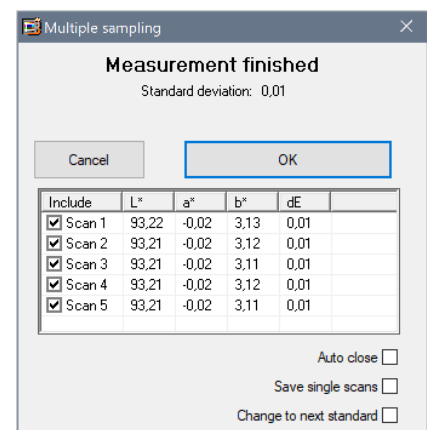 Multiple sampling
Measurement finished
Standard deviation: 0,01
Cancel OK
Include L* a* b* dE
Scan 1 93,22 -0,02 3,13 0,01
Scan 2 93,21 -0,02 3,12 0,01
Scan 3 93,21 -0,02 3,11 0,01
Scan 4 93,21 -0,02 3,12 0,01
Scan 5 93,21 -0,02 3,11 0,01
Auto close
Save single scans
Change to next standard